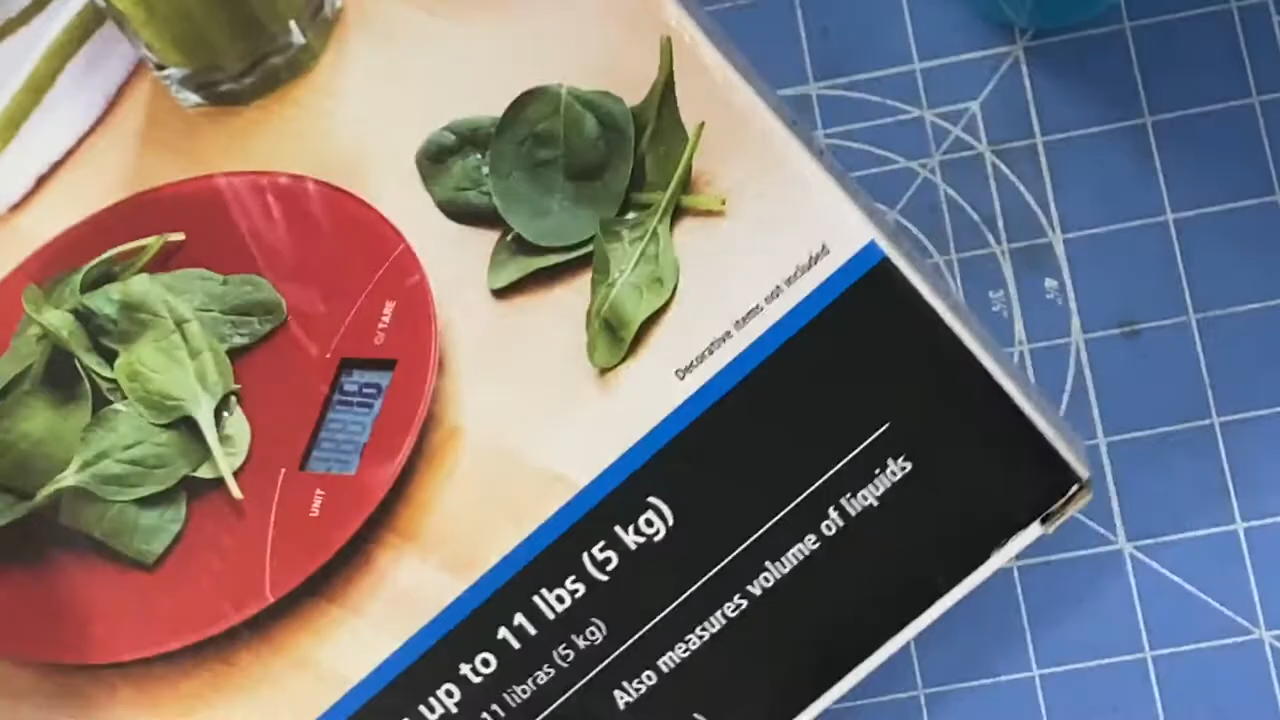 O/TARE
UNIT
Decorative items not included
up to 11 lbs (5 kg)
11 libras (5 kg)
Also measures volume of liquids